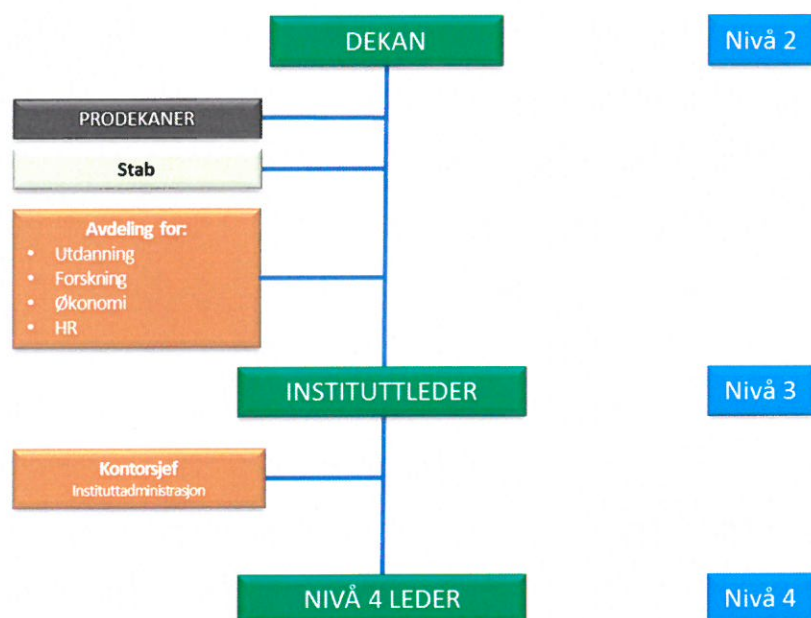 DEKAN
Nivå 2
PRODEKANER
Stab
Avdeling for:
• Utdanning
• Forskning
• Økonomi
• HR
INSTITUTTLEDER
Nivå 3
Kontorsjef
Instituttadministrasjon
NIVÅ 4 LEDER
Nivå 4